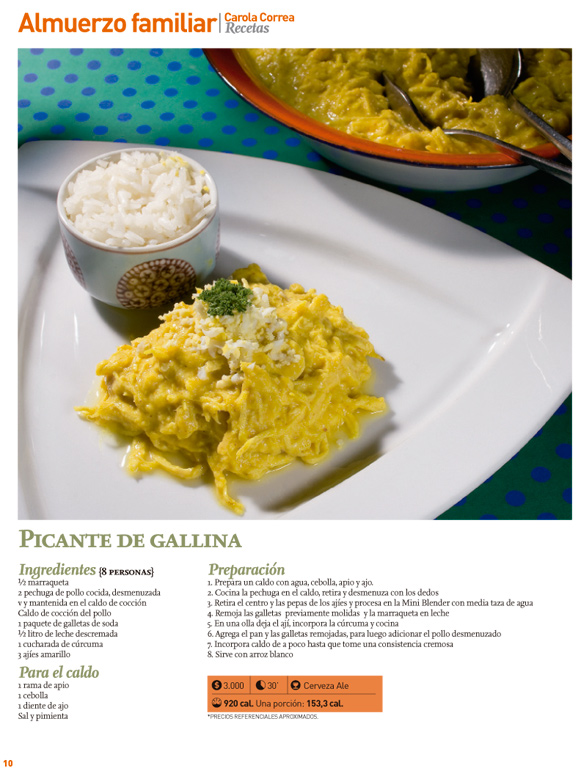 Almuerzo familiar
Carola Correa
Recetas
PICANTE DE GALLINA
Ingredientes {8 PERSONAS}
½ marraqueta
2 pechuga de pollo cocida, desmenuzada
v y mantenida en el caldo de cocción
Caldo de cocción del pollo
1 paquete de galletas de soda
½ litro de leche descremada
1 cucharada de cúrcuma
3 ajíes amarillo
Para el caldo
1 rama de apio
1 cebolla
1 diente de ajo
Sal y pimienta
Preparación
1. Prepara un caldo con agua, cebolla, apio y ajo.
2. Cocina la pechuga en el caldo, retira y desmenuza con los dedos
3. Retira el centro y las pepas de los ajíes y procesa en la Mini Blender con media taza de agua
4. Remoja las galletas previamente molidas y la marraqueta en leche
5. En una olla deja el ají, incorpora la cúrcuma y cocina
6. Agrega el pan y las galletas remojadas, para luego adicionar el pollo desmenuzado
7. Incorpora caldo de a poco hasta que tome una consistencia cremosa
8. Sirve con arroz blanco
$ 3.000 30' Cerveza Ale
920 cal. Una porción: 153,3 cal.
*PRECIOS REFERENCIALES APROXIMADOS.
10